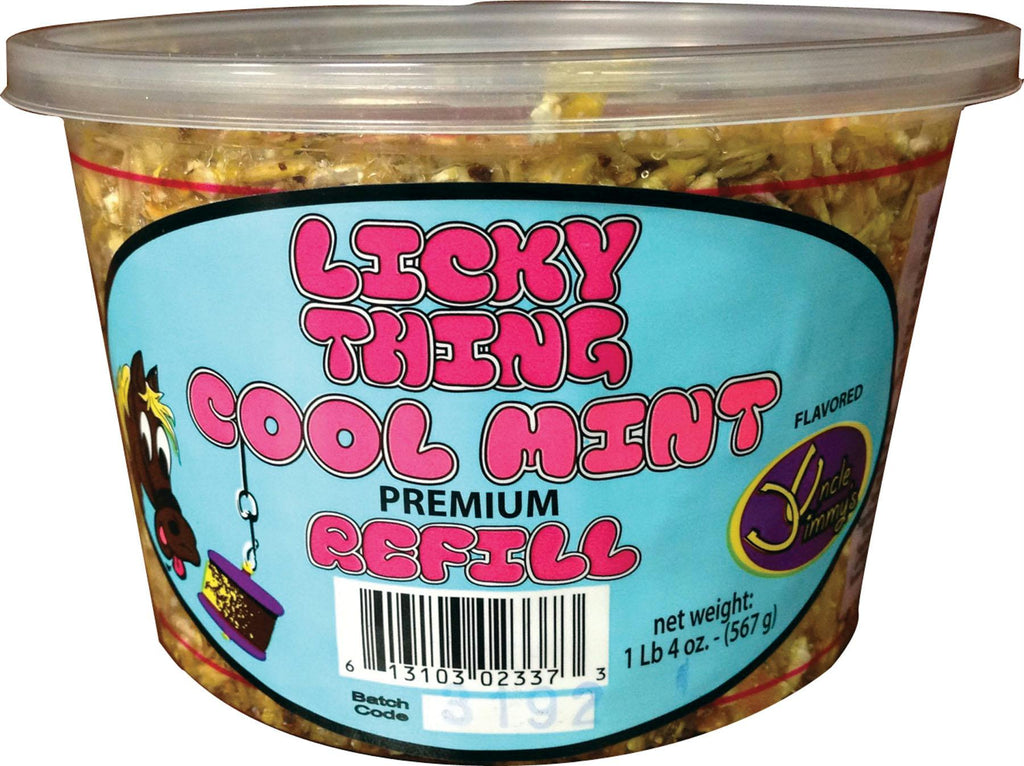 LICKY
THING
COOL MINT
PREMIUM
REFILL
FLAVORED
Uncle
Jimmy's
net weight:
1 Lb 4 oz. - (567 g)
6 13103 02337 3
Batch
Code
3192